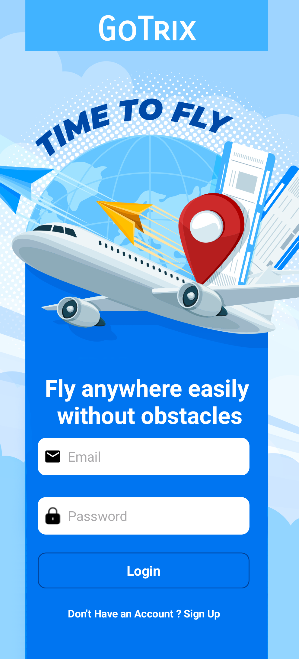 GoTrix
TIME TO FLY
Fly anywhere easily
without obstacles
Email
Password
Login
Don't Have an Account ? Sign Up